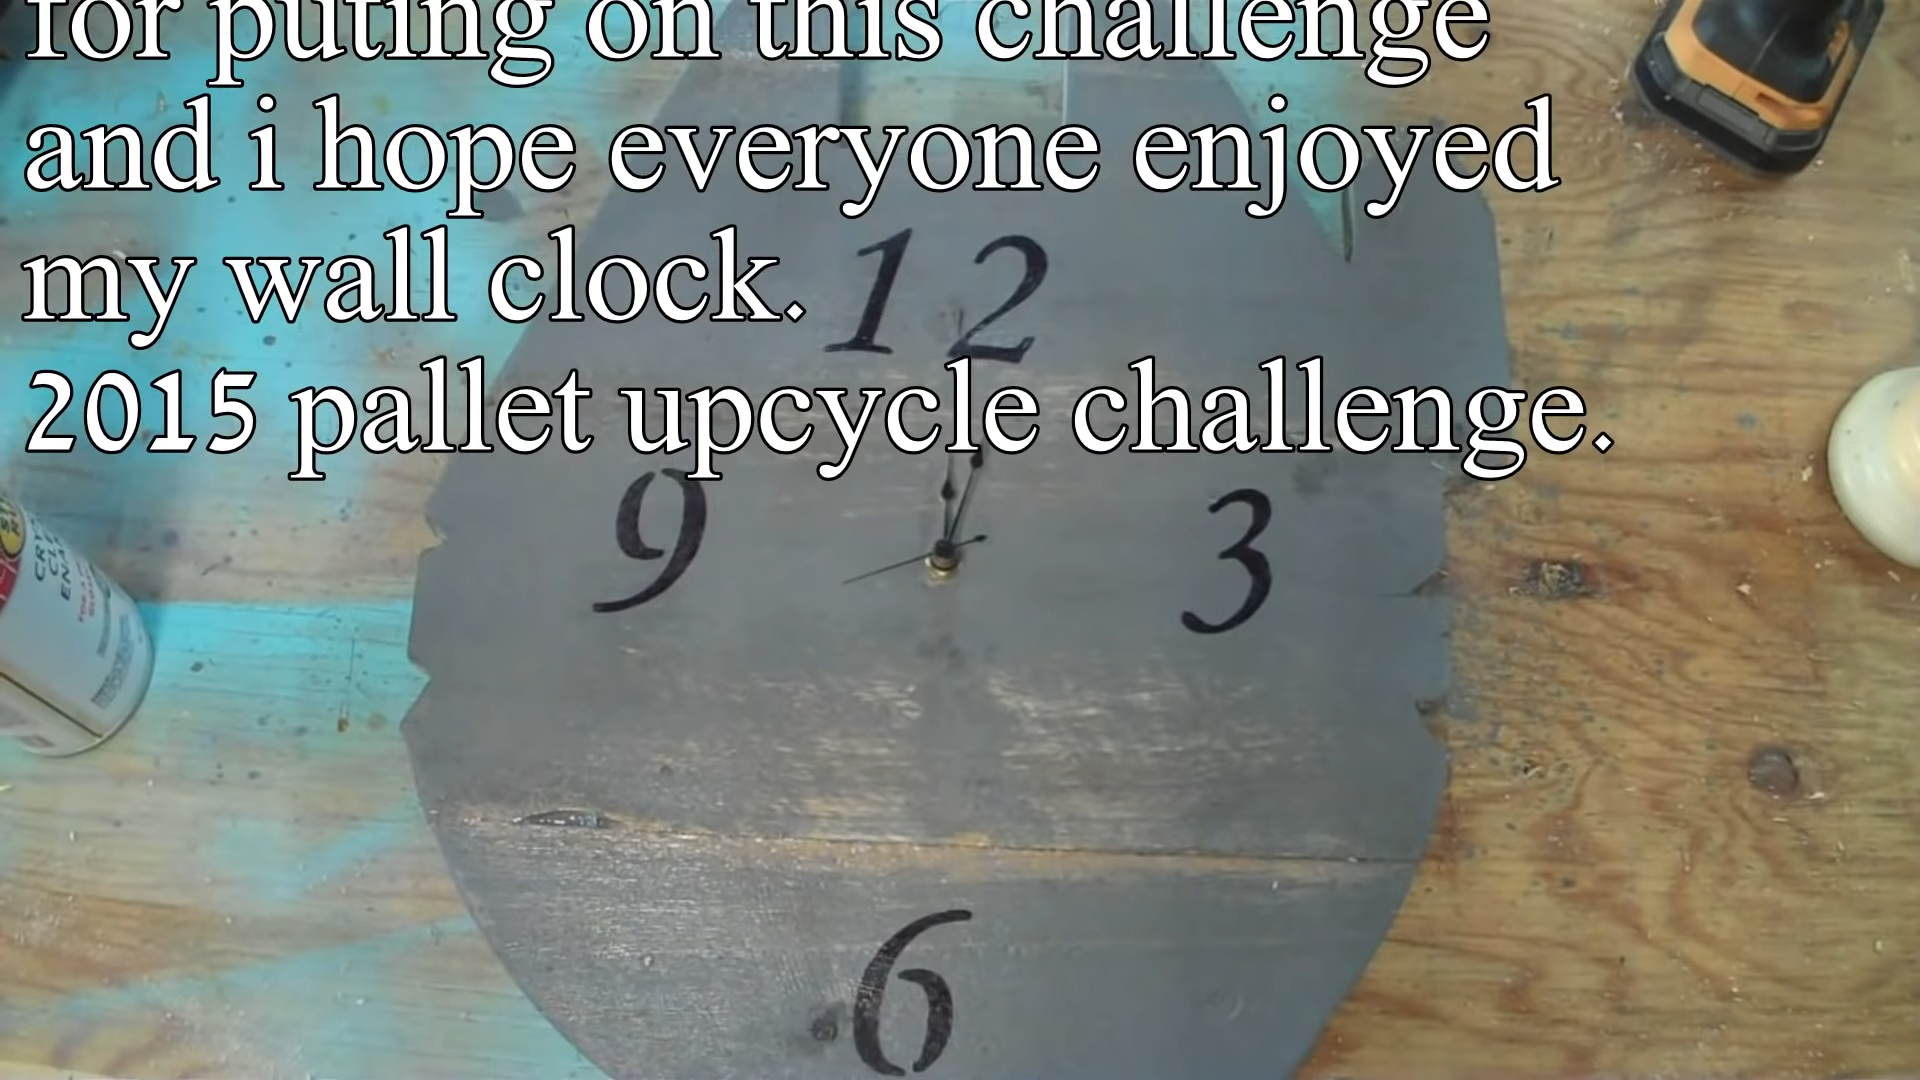 for puting on this challenge
and i hope everyone enjoyed
my wall clock.
2015 pallet upcycle challenge.
12
9
3
6